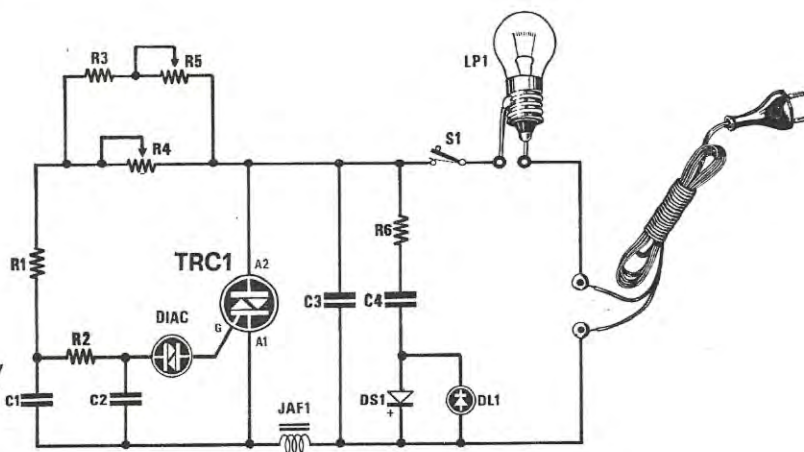 R3
R5
LP1
R4
S1
R6
R1
TRC1
A2
C3
C4
DIAC
G
R2
A1
C1
C2
JAF1
DS1
+
DL1